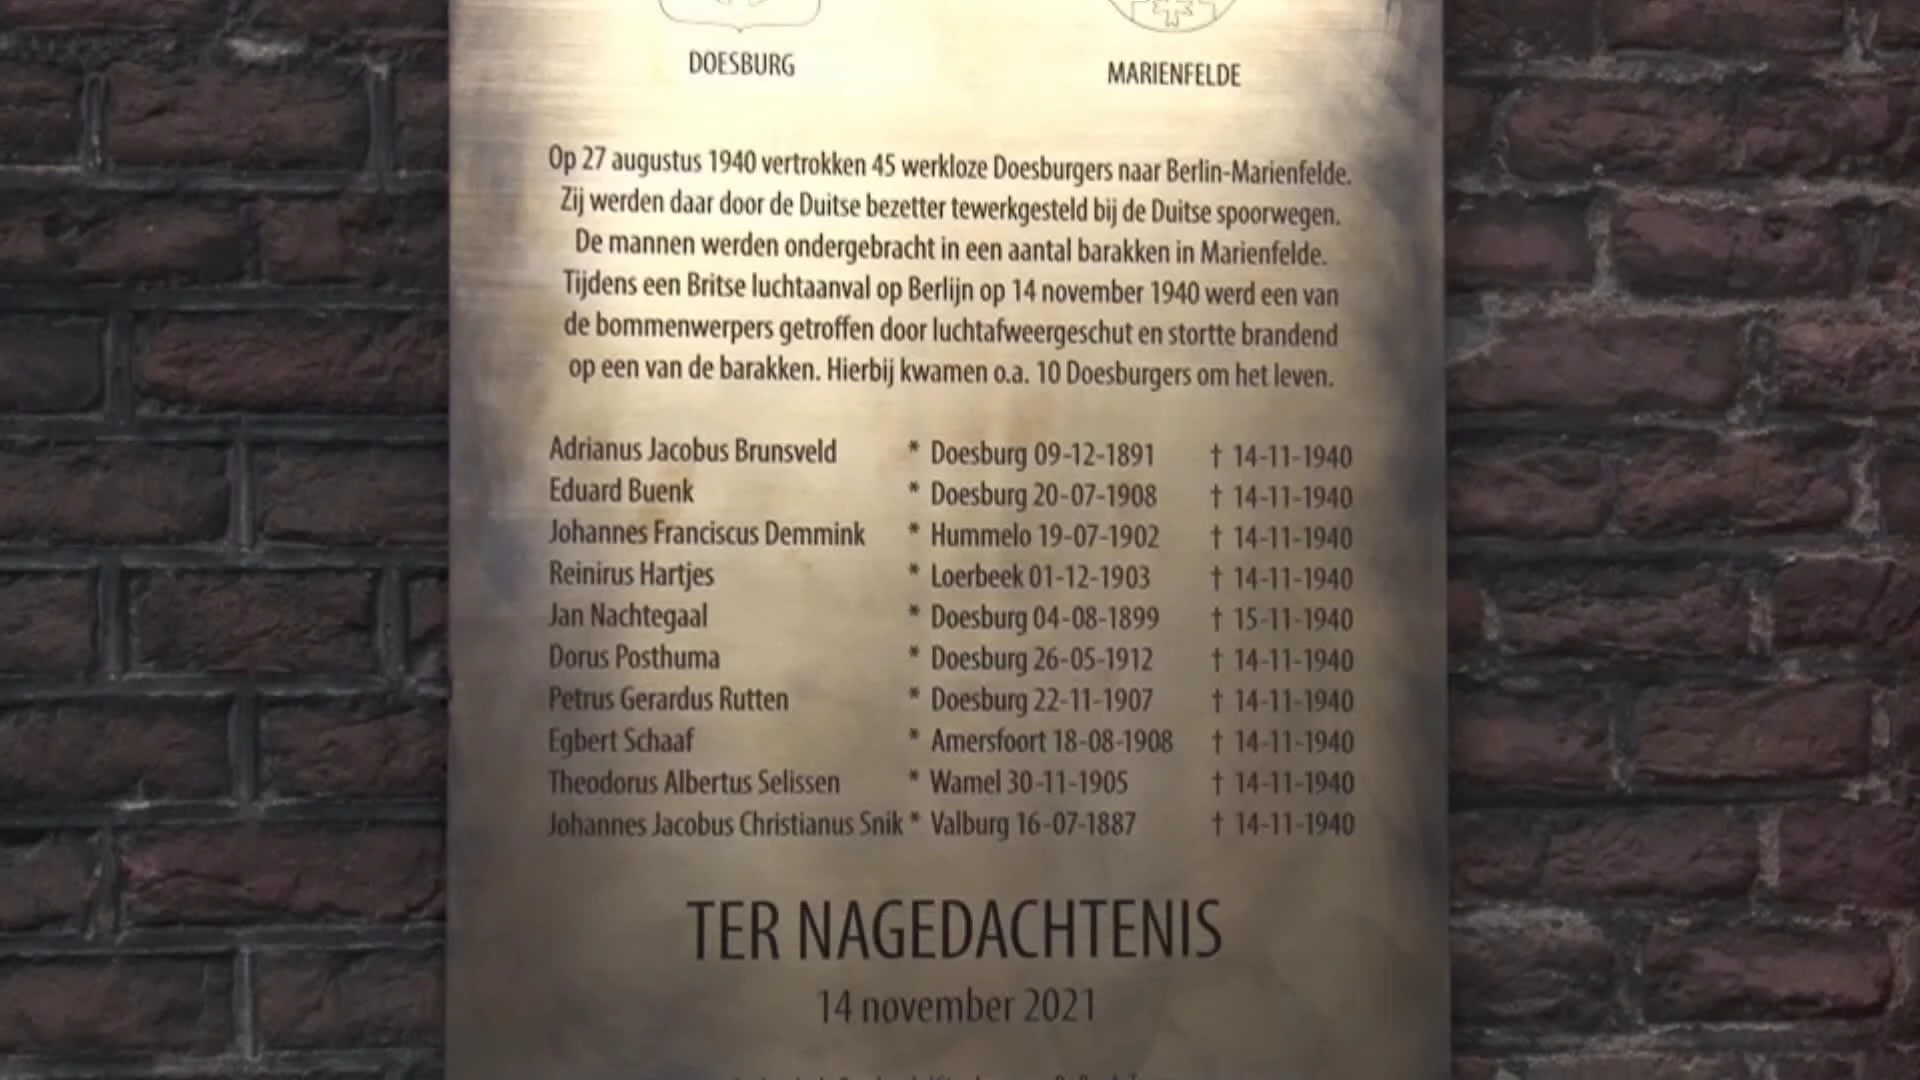 DOESBURG MARIENFELDE
Op 27 augustus 1940 vertrokken 45 werkloze Doesburgers naar Berlin-Marienfelde.
Zij werden daar door de Duitse bezetter tewerkgesteld bij de Duitse spoorwegen.
De mannen werden ondergebracht in een aantal barakken in Marienfelde.
Tijdens een Britse luchtaanval op Berlijn op 14 november 1940 werd een van
de bommenwerpers getroffen door luchtafweergeschut en stortte brandend
op een van de barakken. Hierbij kwamen o.a. 10 Doesburgers om het leven.
Adrianus Jacobus Brunsveld * Doesburg 09-12-1891 † 14-11-1940
Eduard Buenk * Doesburg 20-07-1908 † 14-11-1940
Johannes Franciscus Demmink * Hummelo 19-07-1902 † 14-11-1940
Reinirus Hartjes * Loerbeek 01-12-1903 † 14-11-1940
Jan Nachtegaal * Doesburg 04-08-1899 † 15-11-1940
Dorus Posthuma * Doesburg 26-05-1912 † 14-11-1940
Petrus Gerardus Rutten * Doesburg 22-11-1907 † 14-11-1940
Egbert Schaaf * Amersfoort 18-08-1908 † 14-11-1940
Theodorus Albertus Selissen * Wamel 30-11-1905 † 14-11-1940
Johannes Jacobus Christianus Snik * Valburg 16-07-1887 † 14-11-1940
TER NAGEDACHTENIS
14 november 2021